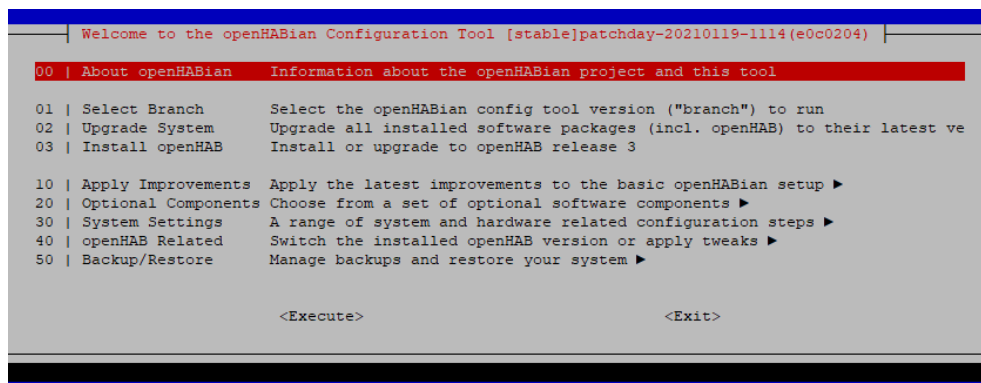 Welcome to the openHABian Configuration Tool [stable]patchday-20210119-1114(e0c0204)
00 | About openHABian Information about the openHABian project and this tool
01 | Select Branch Select the openHABian config tool version ("branch") to run
02 | Upgrade System Upgrade all installed software packages (incl. openHAB) to their latest ve
03 | Install openHAB Install or upgrade to openHAB release 3
10 | Apply Improvements Apply the latest improvements to the basic openHABian setup ►
20 | Optional Components Choose from a set of optional software components ►
30 | System Settings A range of system and hardware related configuration steps ►
40 | openHAB Related Switch the installed openHAB version or apply tweaks ►
50 | Backup/Restore Manage backups and restore your system ►
<Execute> <Exit>